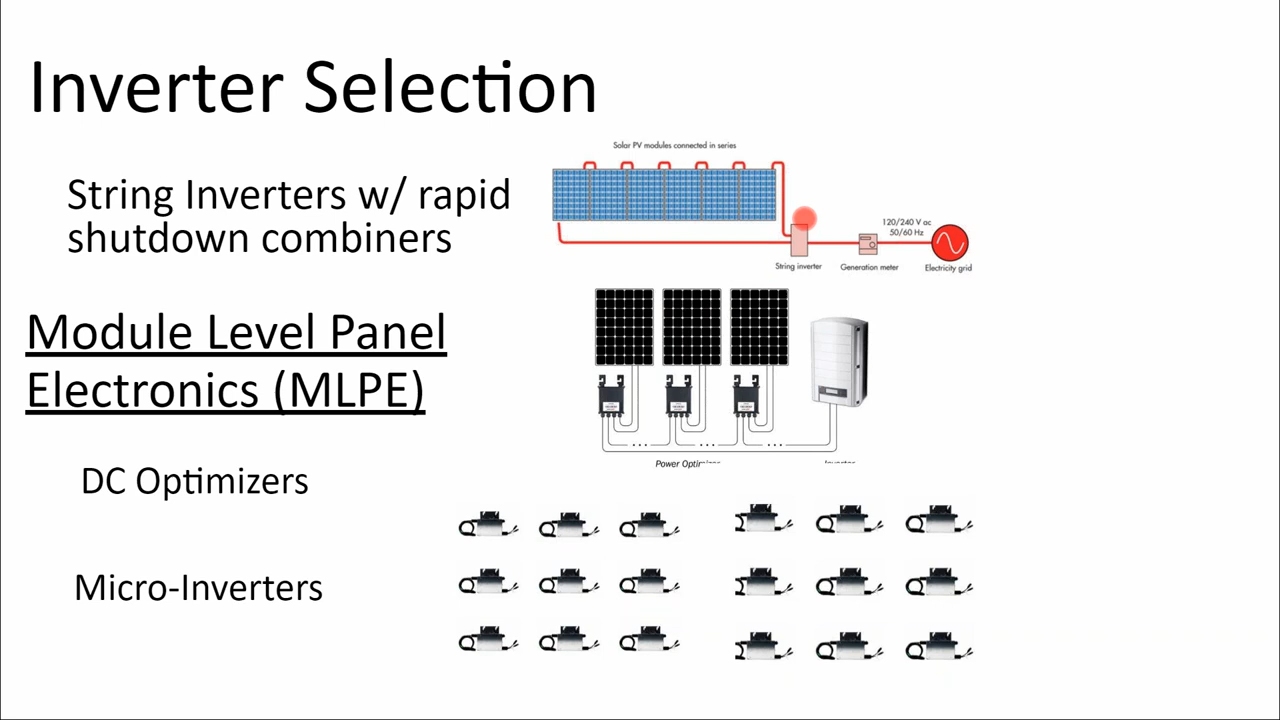 Inverter Selection
Solar PV modules connected in series
String Inverters w/ rapid
shutdown combiners
120/240 V ac
50/60 Hz
String inverter
Generation meter
Electricity grid
Module Level Panel
Electronics (MLPE)
Power
DC Optimizers
Micro-Inverters